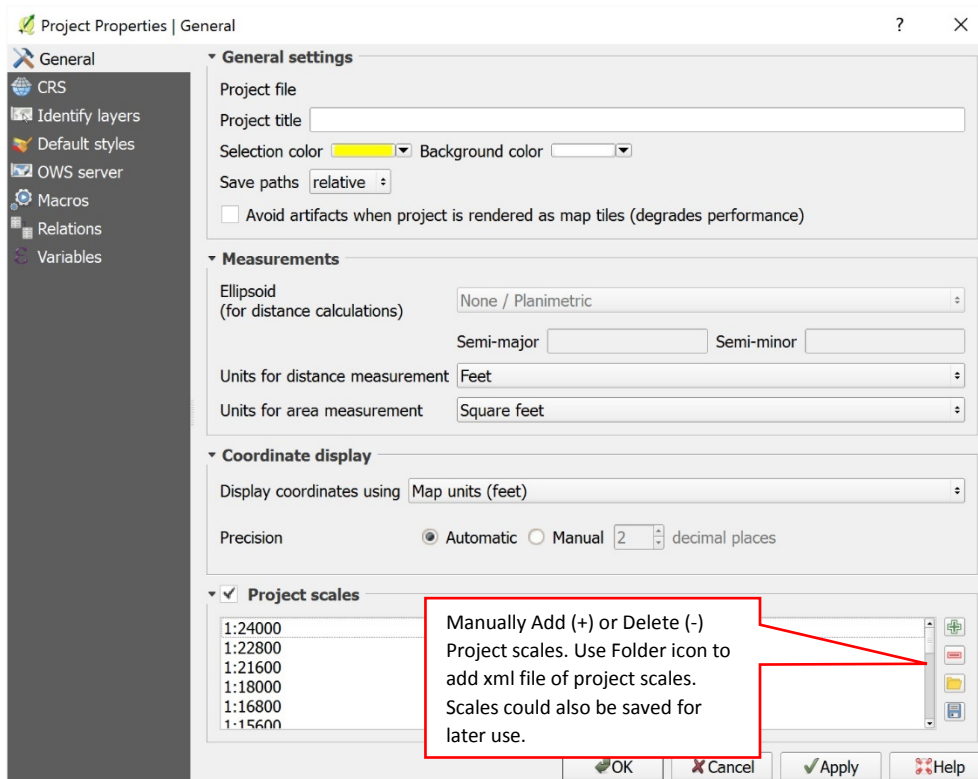 Project Properties | General
?
General
CRS
Identify layers
Default styles
OWS server
Macros
Relations
Variables
General settings
Project file
Project title
Selection color
Background color
Save paths relative
Avoid artifacts when project is rendered as map tiles (degrades performance)
Measurements
Ellipsoid
(for distance calculations)
None / Planimetric
Semi-major
Semi-minor
Units for distance measurement Feet
Units for area measurement Square feet
Coordinate display
Display coordinates using Map units (feet)
Precision Automatic Manual 2 decimal places
Project scales
1:24000
1:22800
1:21600
1:18000
1:16800
1:15600
Manually Add (+) or Delete (-)
Project scales. Use Folder icon to
add xml file of project scales.
Scales could also be saved for
later use.
OK
Cancel
Apply
Help